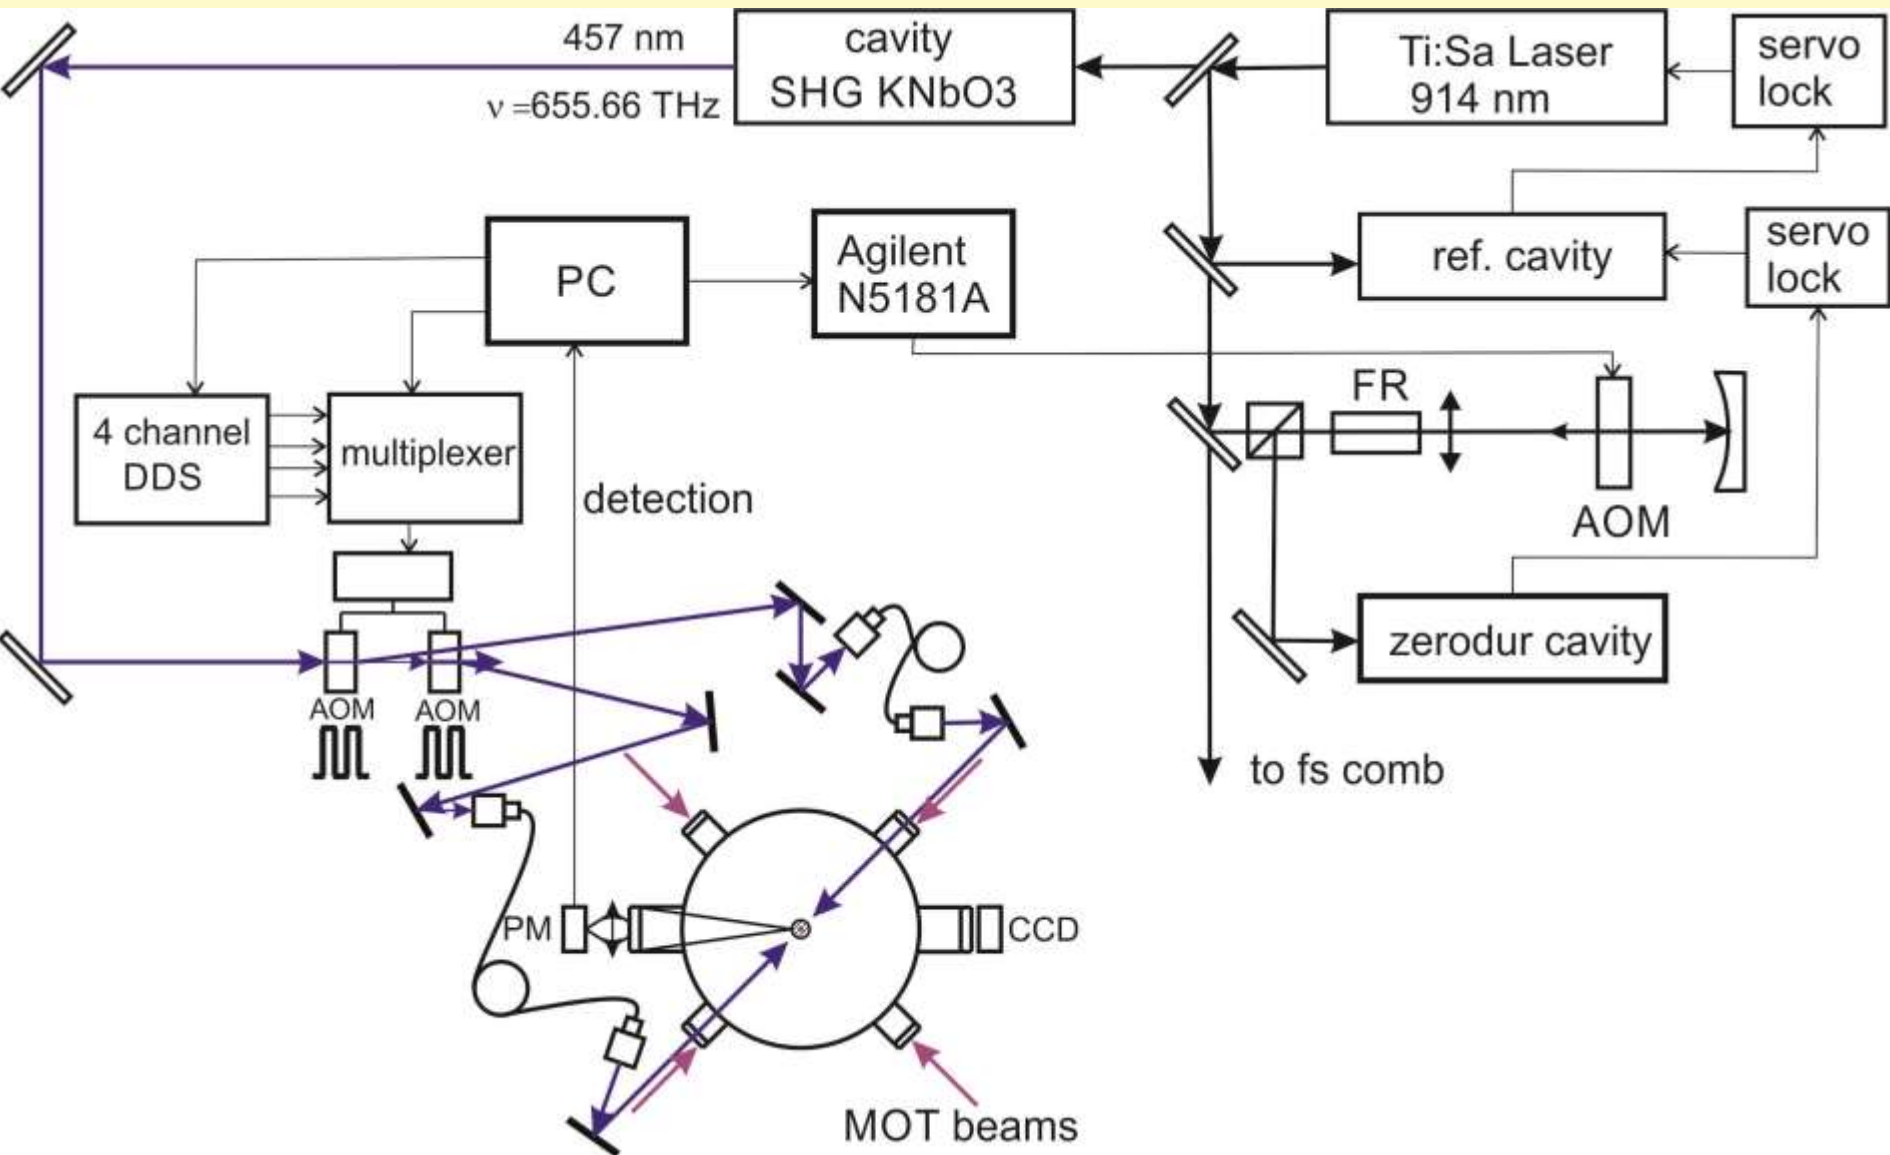 457 nm
ν =655.66 THz
cavity
SHG KNbO3
Ti:Sa Laser
914 nm
servo
lock
PC
Agilent
N5181A
ref. cavity
servo
lock
4 channel
DDS
multiplexer
detection
FR
AOM
zerodur cavity
AOM
AOM
to fs comb
PM
CCD
MOT beams